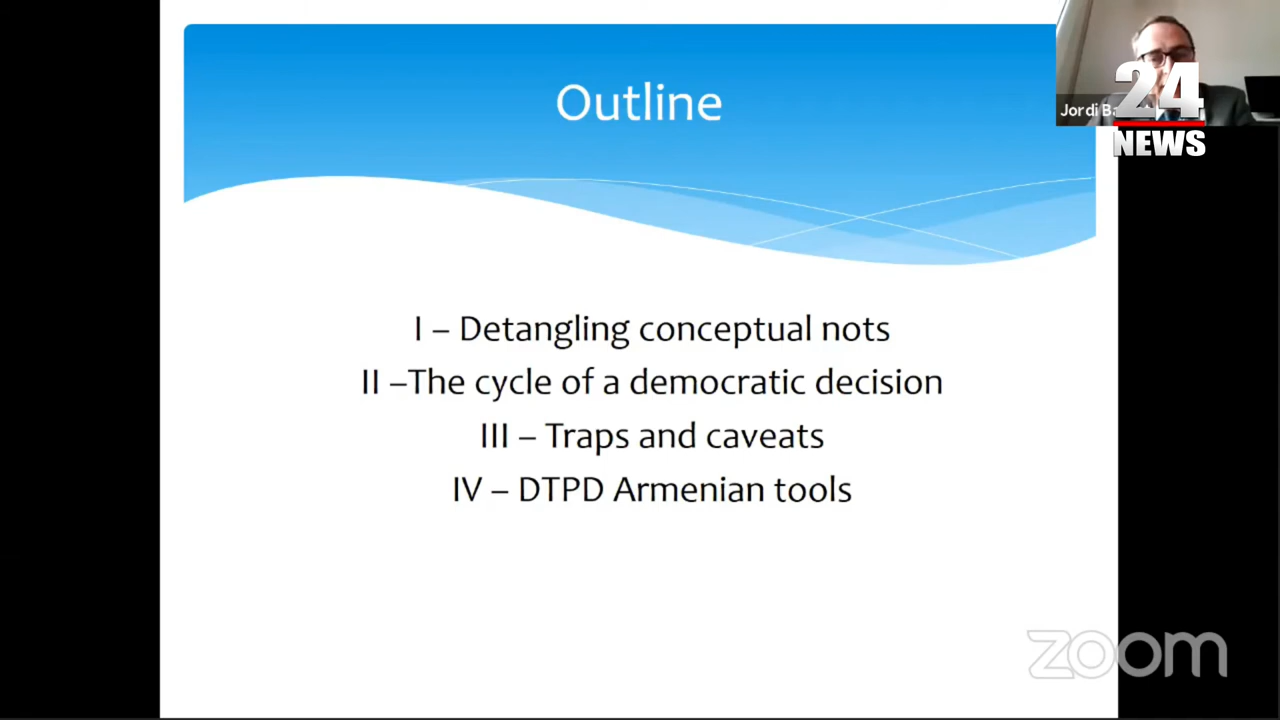 Outline
Jordi
24
NEWS
I – Detangling conceptual nots
II –The cycle of a democratic decision
III – Traps and caveats
IV – DTPD Armenian tools
zoom